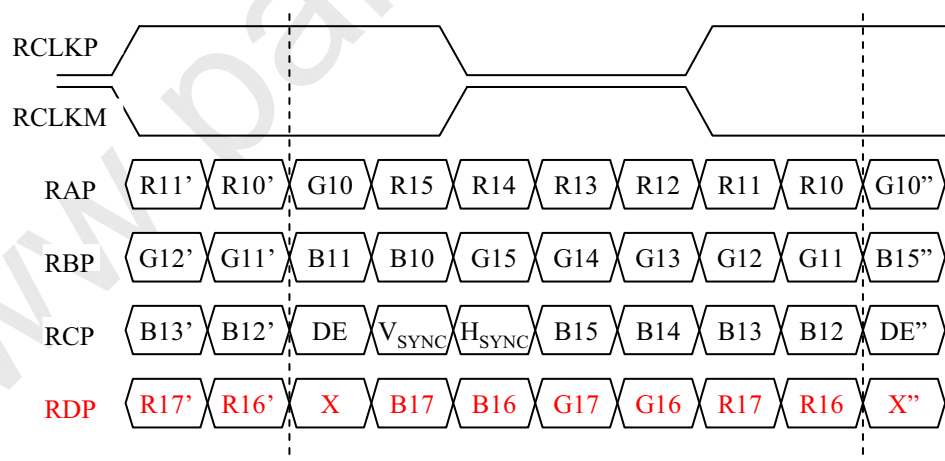 RCLKP
RCLKM
RAP R11’ R10’ G10 R15 R14 R13 R12 R11 R10 G10”
RBP G12’ G11’ B11 B10 G15 G14 G13 G12 G11 B15”
RCP B13’ B12’ DE VSYNC HSYNC B15 B14 B13 B12 DE”
RDP R17’ R16’ X B17 B16 G17 G16 R17 R16 X”
www.pa